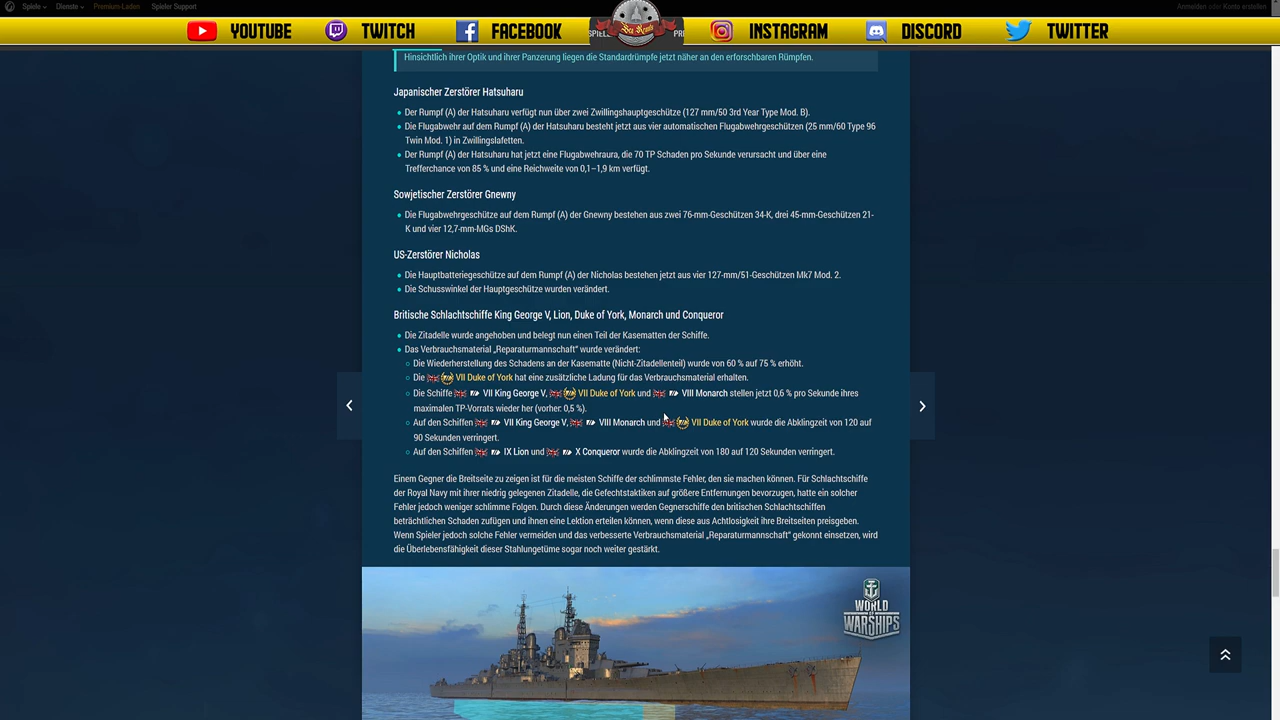 Spiele
Dienste
Premium-Laden
Spieler Support
Anmelden oder Konto erstellen
YOUTUBE
TWITCH
FACEBOOK
INSTAGRAM
DISCORD
TWITTER
Hinsichtlich ihrer Optik und ihrer Panzerung liegen die Standardrümpfe jetzt näher an den erforschbaren Rümpfen.
Japanischer Zerstörer Hatsuharu
Der Rumpf (A) der Hatsuharu verfügt nun über zwei Zwillingshauptgeschütze (127 mm/50 3rd Year Type Mod. B).
Die Flugabwehr auf dem Rumpf (A) der Hatsuharu besteht jetzt aus vier automatischen Flugabwehrgeschützen (25 mm/60 Type 96
Twin Mod. 1) in Zwillingslafetten.
Der Rumpf (A) der Hatsuharu hat jetzt eine Flugabwehraura, die 70 TP Schaden pro Sekunde verursacht und über eine
Trefferchance von 85 % und eine Reichweite von 0,1–1,9 km verfügt.
Sowjetischer Zerstörer Gnewny
Die Flugabwehrgeschütze auf dem Rumpf (A) der Gnewny bestehen aus zwei 76-mm-Geschützen 34-K, drei 45-mm-Geschützen 21-
K und vier 12,7-mm-MGs DShK.
US-Zerstörer Nicholas
Die Hauptbatteriegeschütze auf dem Rumpf (A) der Nicholas bestehen jetzt aus vier 127-mm/51-Geschützen Mk7 Mod. 2.
Die Schusswinkel der Hauptgeschütze wurden verändert.
Britische Schlachtschiffe King George V, Lion, Duke of York, Monarch und Conqueror
Die Zitadelle wurde angehoben und belegt nun einen Teil der Kasematten der Schiffe.
Das Verbrauchsmaterial „Reparaturmannschaft“ wurde verändert:
Die Wiederherstellung des Schadens an der Kasematte (Nicht-Zitadellenteil) wurde von 60 % auf 75 % erhöht.
Die VII Duke of York hat eine zusätzliche Ladung für das Verbrauchsmaterial erhalten.
Die Schiffe VII King George V, VII Duke of York und VIII Monarch stellen jetzt 0,6 % pro Sekunde ihres
maximalen TP-Vorrats wieder her (vorher: 0,5 %).
Auf den Schiffen VII King George V, VIII Monarch und VII Duke of York wurde die Abklingzeit von 120 auf
90 Sekunden verringert.
Auf den Schiffen IX Lion und X Conqueror wurde die Abklingzeit von 180 auf 120 Sekunden verringert.
Einem Gegner die Breitseite zu zeigen ist für die meisten Schiffe der schlimmste Fehler, den sie machen können. Für Schlachtschiffe
der Royal Navy mit ihrer niedrig gelegenen Zitadelle, die Gefechtstaktiken auf größere Entfernungen bevorzugen, hatte ein solcher
Fehler jedoch weniger schlimme Folgen. Durch diese Änderungen werden Gegnerschiffe den britischen Schlachtschiffen
beträchtlichen Schaden zufügen und ihnen eine Lektion erteilen können, wenn diese aus Achtlosigkeit ihre Breitseiten preisgeben.
Wenn Spieler jedoch solche Fehler vermeiden und das verbesserte Verbrauchsmaterial „Reparaturmannschaft“ gekonnt einsetzen, wird
die Überlebensfähigkeit dieser Stahlungetüme sogar noch weiter gestärkt.
WORLD
OF
WARSHIPS